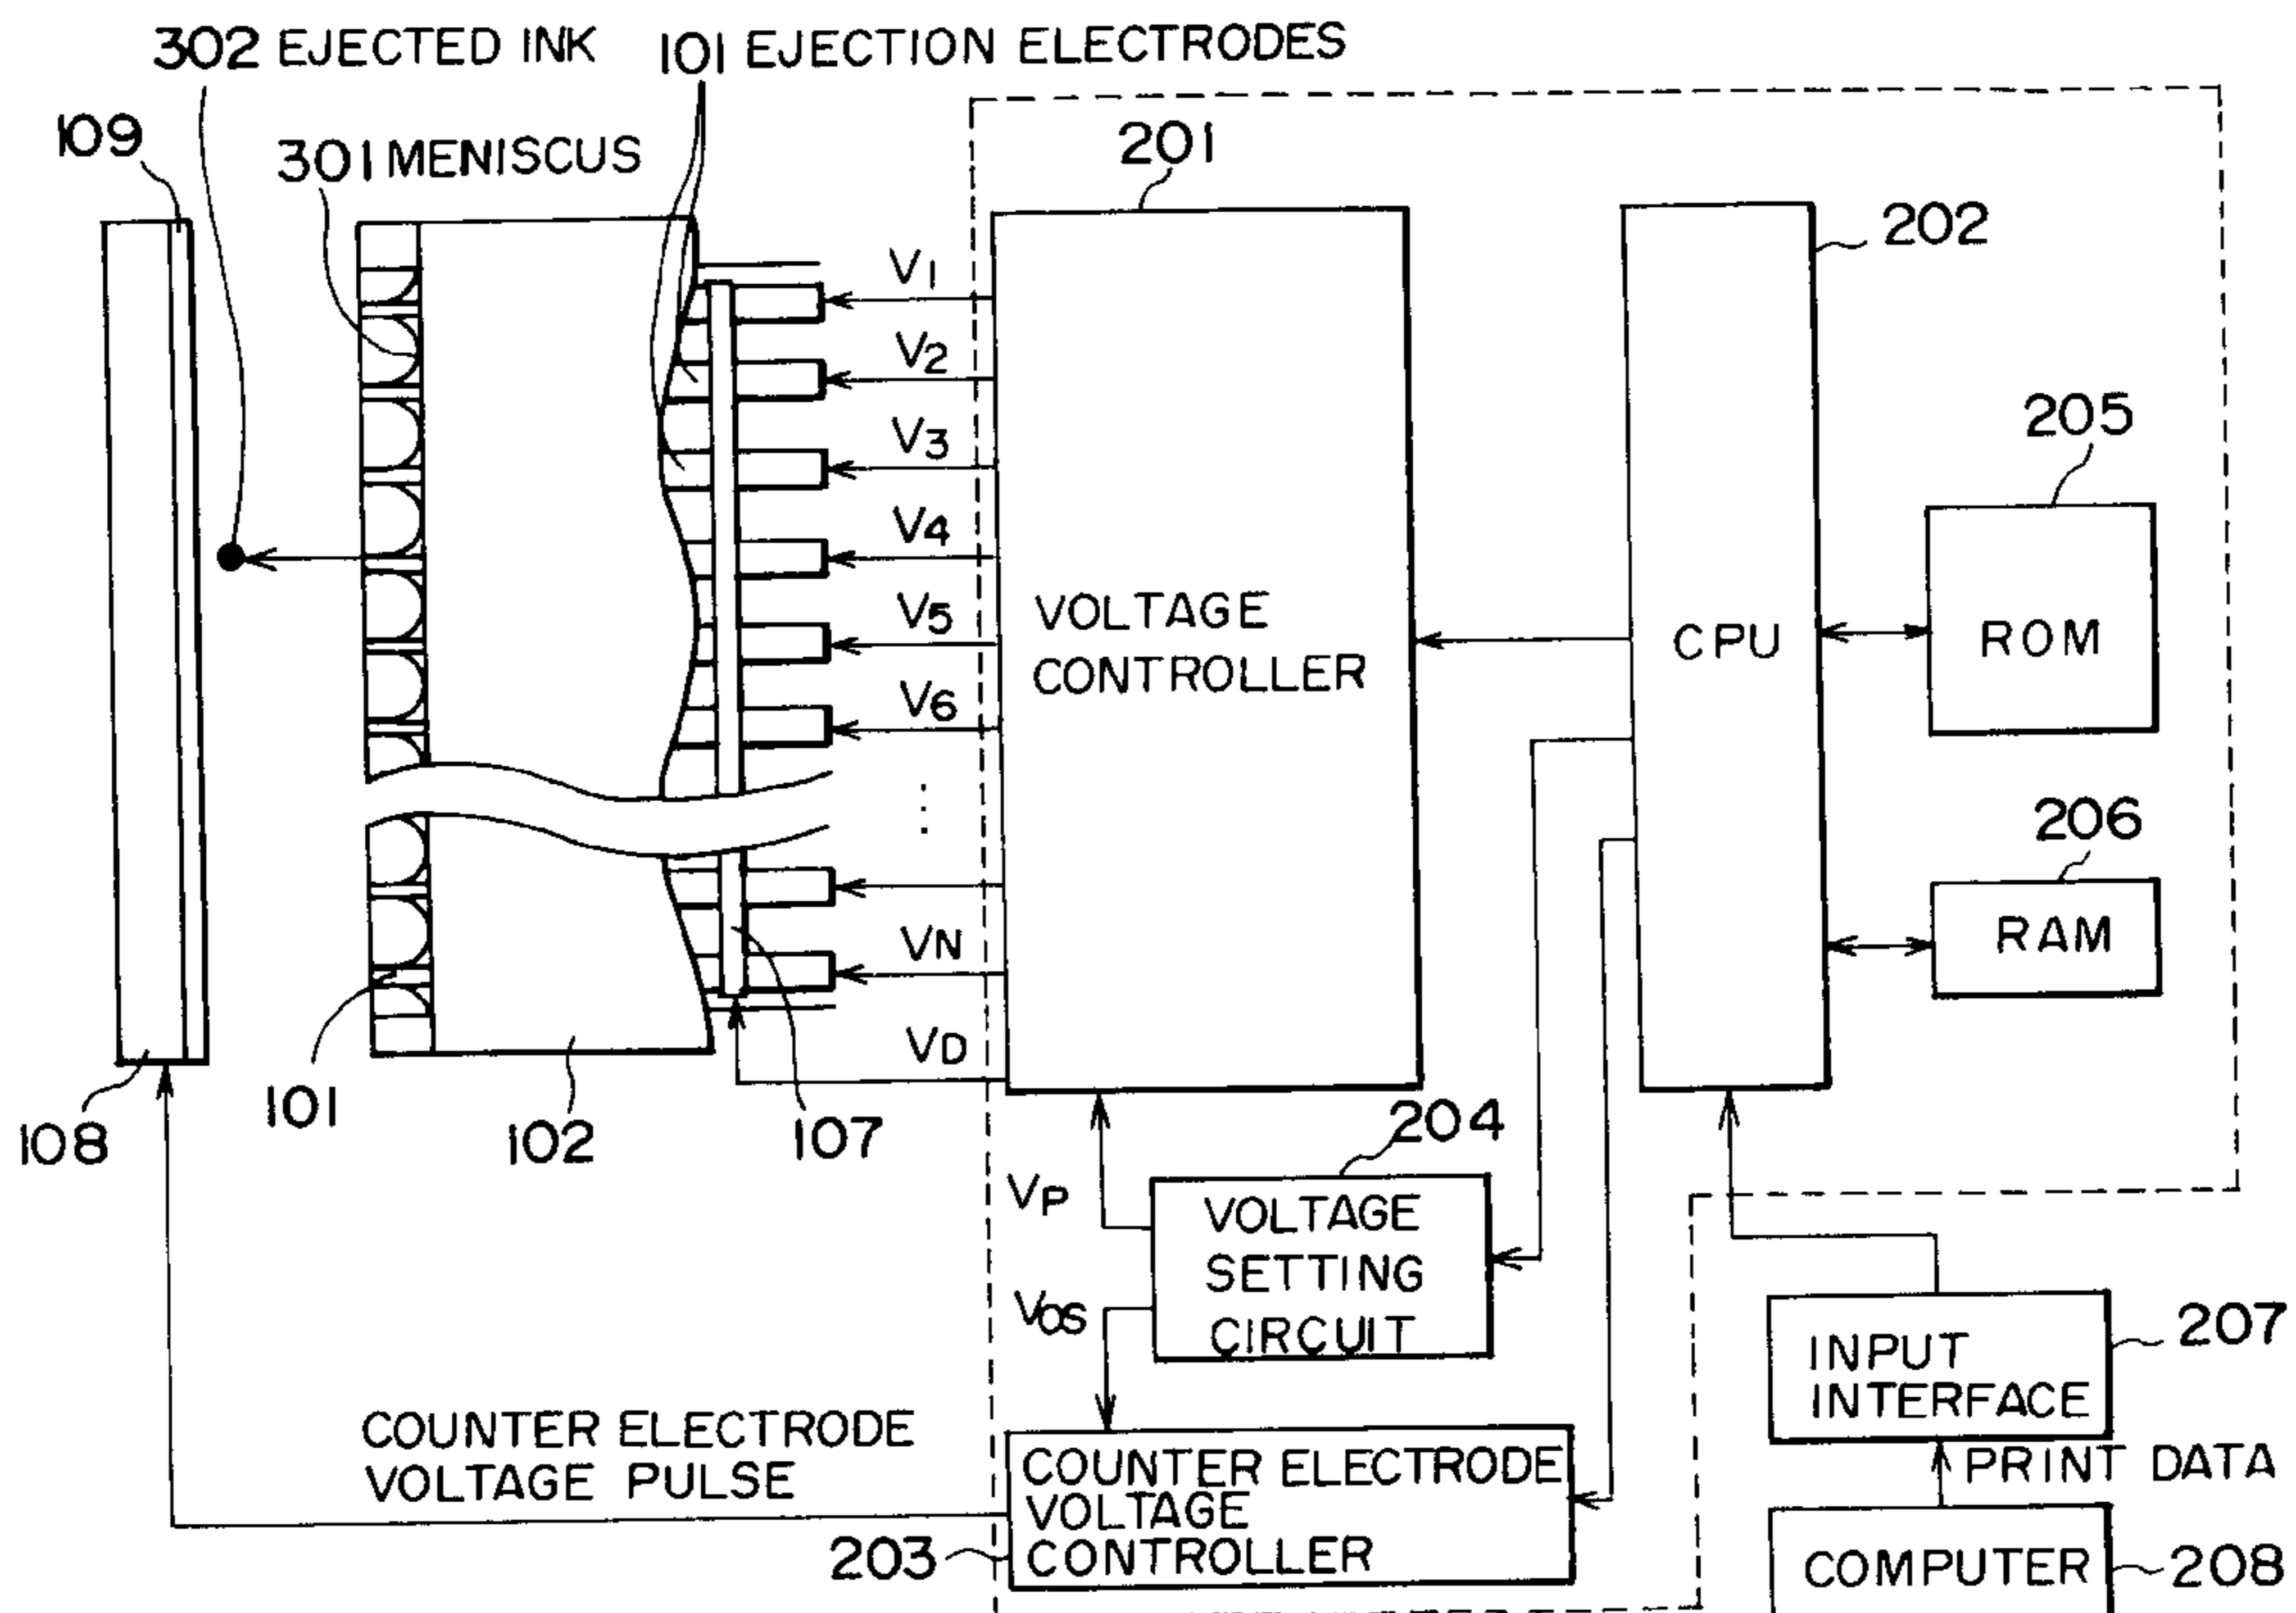 302 EJECTED INK
101 EJECTION ELECTRODES
109
301 MENISCUS
201
202
V1
V2
V3
V4
V5
V6
VN
VD
VOLTAGE
CONTROLLER
CPU
205
ROM
206
RAM
108
101
102
107
204
VP
VOS
VOLTAGE
SETTING
CIRCUIT
207
INPUT
INTERFACE
COUNTER ELECTRODE
VOLTAGE PULSE
COUNTER ELECTRODE
VOLTAGE
CONTROLLER
203
PRINT DATA
COMPUTER
208